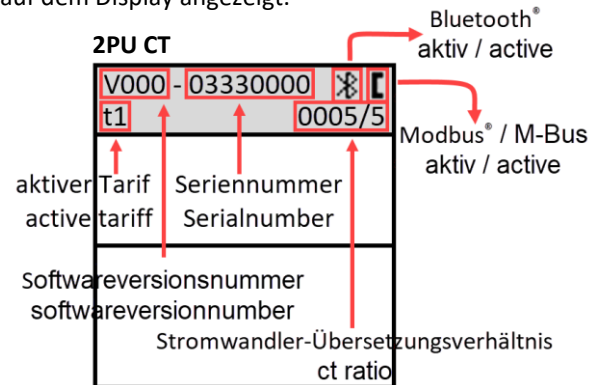 auf dem Display angezeigt:
Bluetooth®
aktiv / active
2PU CT
V000 - 03330000 [
t1 0005/5
Modbus® / M-Bus
aktiv / active
aktiver Tarif Seriennummer
active tariff Serialnumber
Softwareversionsnummer
softwareversionnumber
Stromwandler-Übersetzungsverhältnis
ct ratio